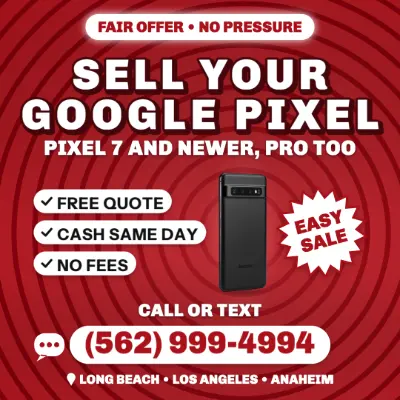 FAIR OFFER • NO PRESSURE
SELL YOUR
GOOGLE PIXEL
PIXEL 7 AND NEWER, PRO TOO
FREE QUOTE
CASH SAME DAY
NO FEES
EASY
SALE
CALL OR TEXT
(562) 999-4994
LONG BEACH • LOS ANGELES • ANAHEIM